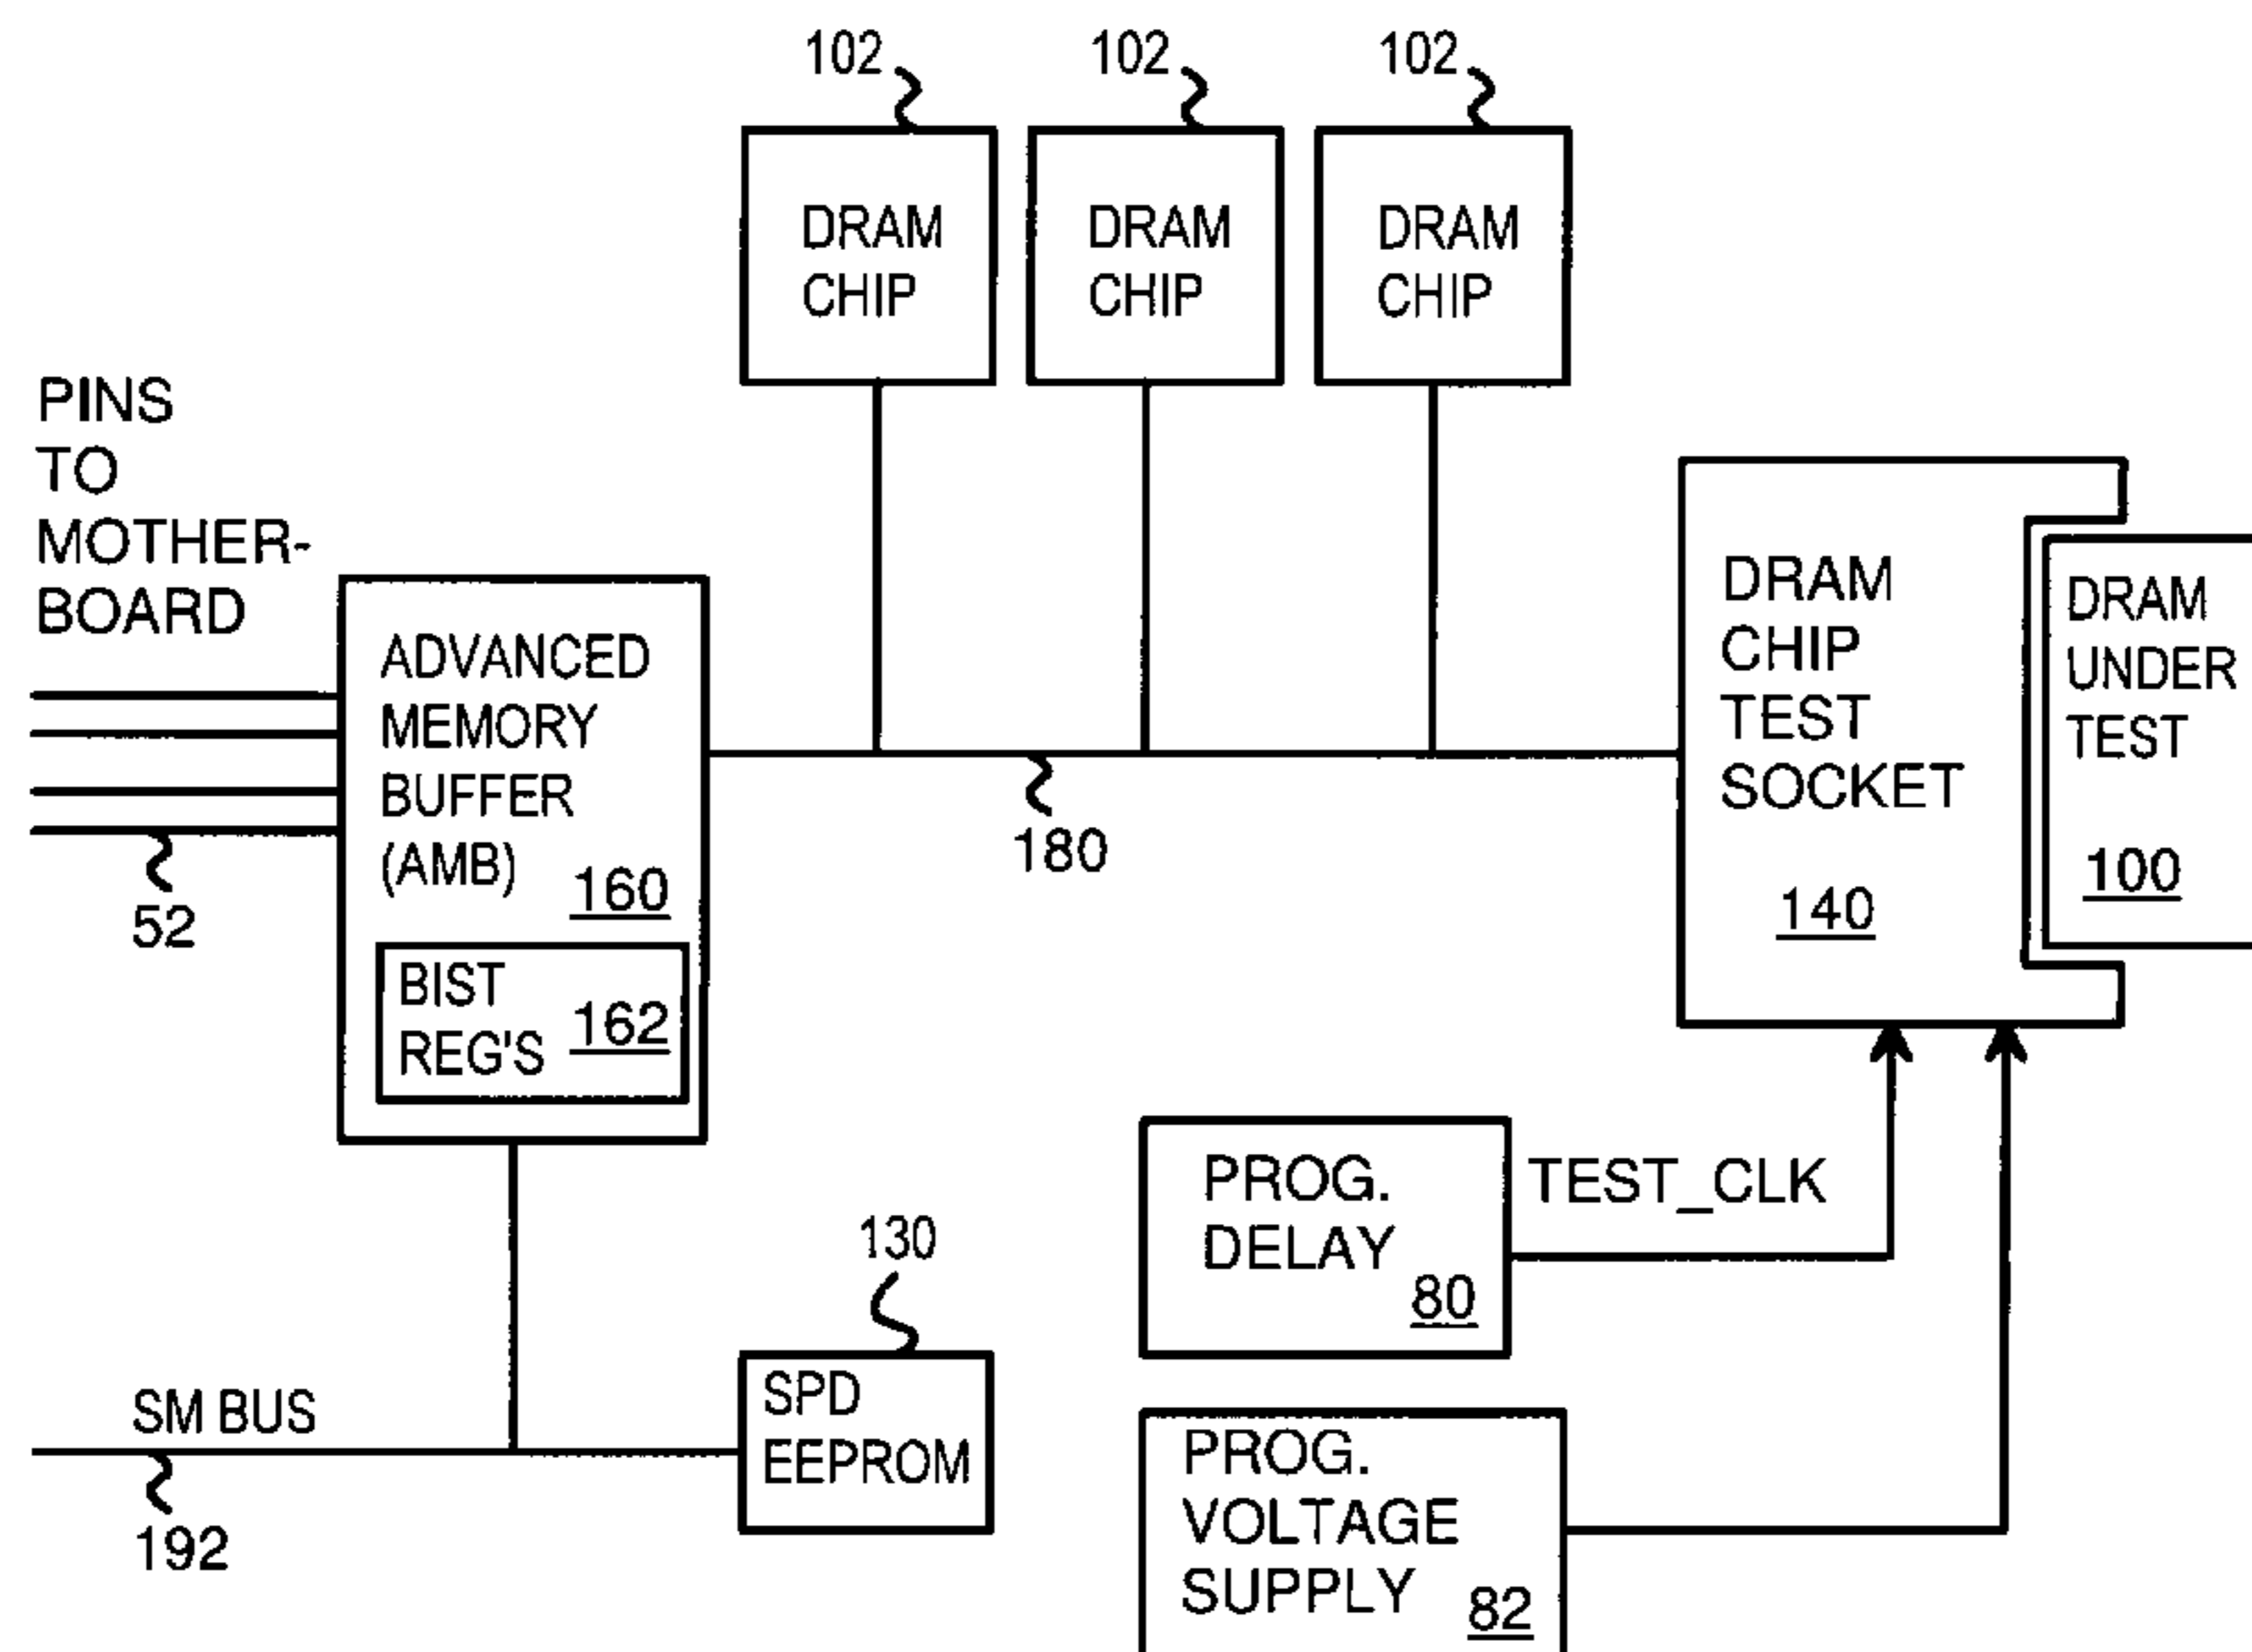 102
102
102
DRAM
CHIP
DRAM
CHIP
DRAM
CHIP
PINS
TO
MOTHER-
BOARD
ADVANCED
MEMORY
BUFFER
(AMB)
160
BIST
REG'S
162
52
180
DRAM
CHIP
TEST
SOCKET
140
DRAM
UNDER
TEST
100
PROG.
DELAY
80
TEST_CLK
130
SPD
EEPROM
SM BUS
192
PROG.
VOLTAGE
SUPPLY
82